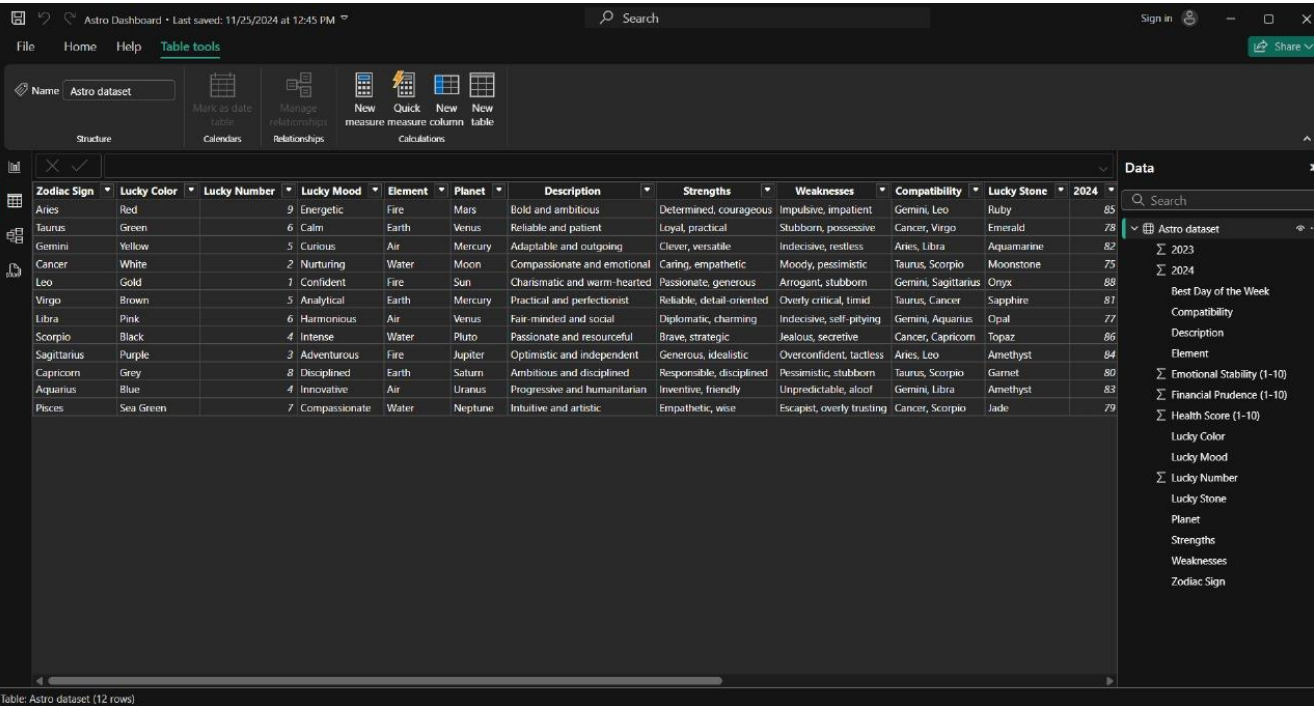 Astro Dashboard • Last saved: 11/25/2024 at 12:45 PM
Search
Sign in
File Home Help Table tools
Share
Name Astro dataset
Mark as date table
Manage relationships
New measure
Quick measure
New column
New table
Structure Calendars Relationships Calculations
Zodiac Sign Lucky Color Lucky Number Lucky Mood Element Planet Description Strengths Weaknesses Compatibility Lucky Stone 2024
Aries Red 9 Energetic Fire Mars Bold and ambitious Determined, courageous Impulsive, impatient Gemini, Leo Ruby 85
Taurus Green 6 Calm Earth Venus Reliable and patient Loyal, practical Stubborn, possessive Cancer, Virgo Emerald 78
Gemini Yellow 5 Curious Air Mercury Adaptable and outgoing Clever, versatile Indecisive, restless Aries, Libra Aquamarine 82
Cancer White 2 Nurturing Water Moon Compassionate and emotional Caring, empathetic Moody, pessimistic Taurus, Scorpio Moonstone 75
Leo Gold 1 Confident Fire Sun Charismatic and warm-hearted Passionate, generous Arrogant, stubborn Gemini, Sagittarius Onyx 88
Virgo Brown 5 Analytical Earth Mercury Practical and perfectionist Reliable, detail-oriented Overly critical, timid Taurus, Cancer Sapphire 81
Libra Pink 6 Harmonious Air Venus Fair-minded and social Diplomatic, charming Indecisive, self-pitying Gemini, Aquarius Opal 77
Scorpio Black 4 Intense Water Pluto Passionate and resourceful Brave, strategic Jealous, secretive Cancer, Capricorn Topaz 86
Sagittarius Purple 3 Adventurous Fire Jupiter Optimistic and independent Generous, idealistic Overconfident, tactless Aries, Leo Amethyst 84
Capricorn Grey 8 Disciplined Earth Saturn Ambitious and disciplined Responsible, disciplined Pessimistic, stubborn Taurus, Scorpio Garnet 80
Aquarius Blue 4 Innovative Air Uranus Progressive and humanitarian Inventive, friendly Unpredictable, aloof Gemini, Libra Amethyst 83
Pisces Sea Green 7 Compassionate Water Neptune Intuitive and artistic Empathetic, wise Escapist, overly trusting Cancer, Scorpio Jade 79
Data
Search
Astro dataset
∑ 2023
∑ 2024
Best Day of the Week
Compatibility
Description
Element
∑ Emotional Stability (1-10)
∑ Financial Prudence (1-10)
∑ Health Score (1-10)
Lucky Color
Lucky Mood
∑ Lucky Number
Lucky Stone
Planet
Strengths
Weaknesses
Zodiac Sign
Table: Astro dataset (12 rows)